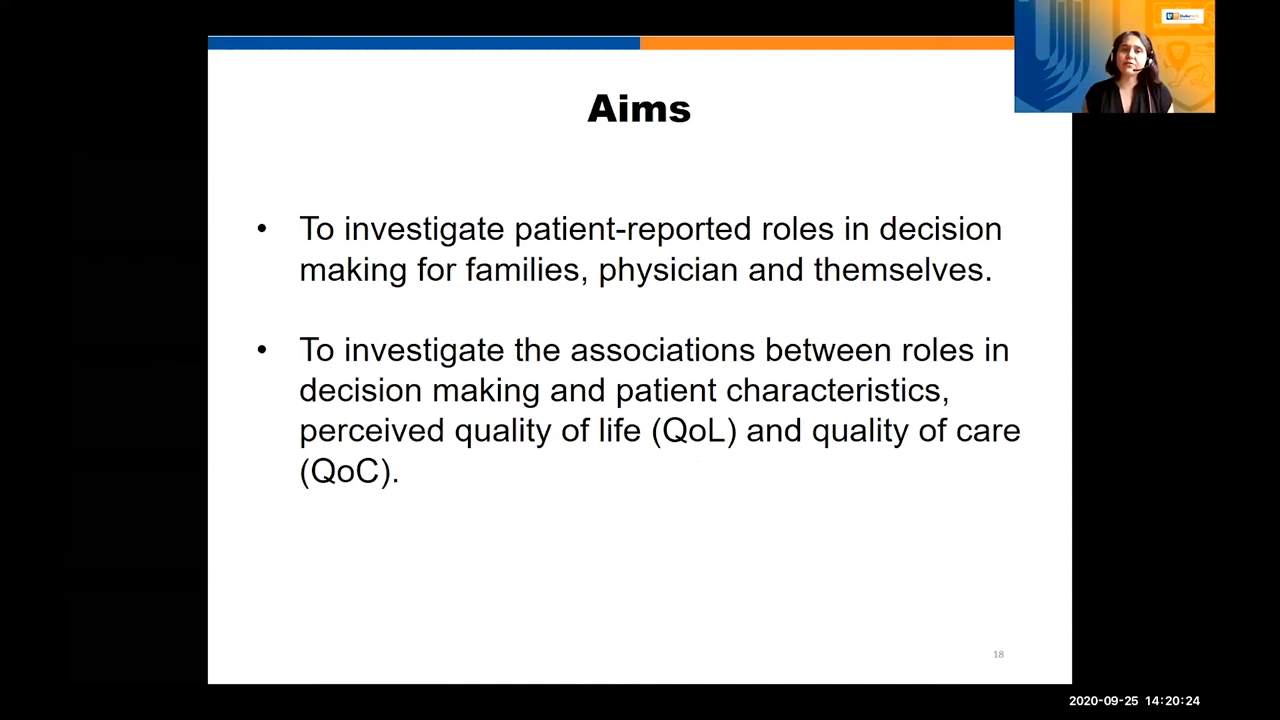 Aims
• To investigate patient-reported roles in decision
making for families, physician and themselves.
• To investigate the associations between roles in
decision making and patient characteristics,
perceived quality of life (QoL) and quality of care
(QoC).
18
2020-09-25 14:20:24